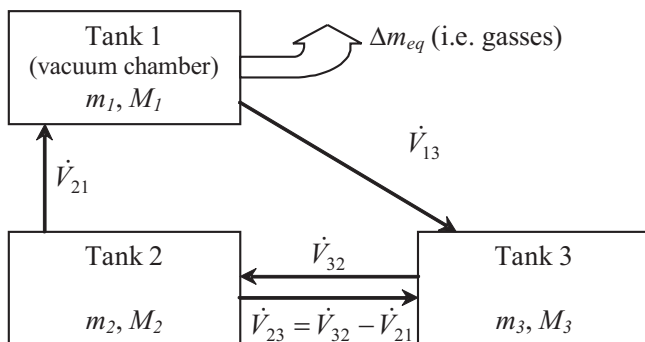 Tank 1
(vacuum chamber)
m₁, M₁
Δm_eq (i.e. gasses)
V̇₁₃
V̇₂₁
Tank 2
m₂, M₂
V̇₃₂
V̇₂₃ = V̇₃₂ − V̇₂₁
Tank 3
m₃, M₃